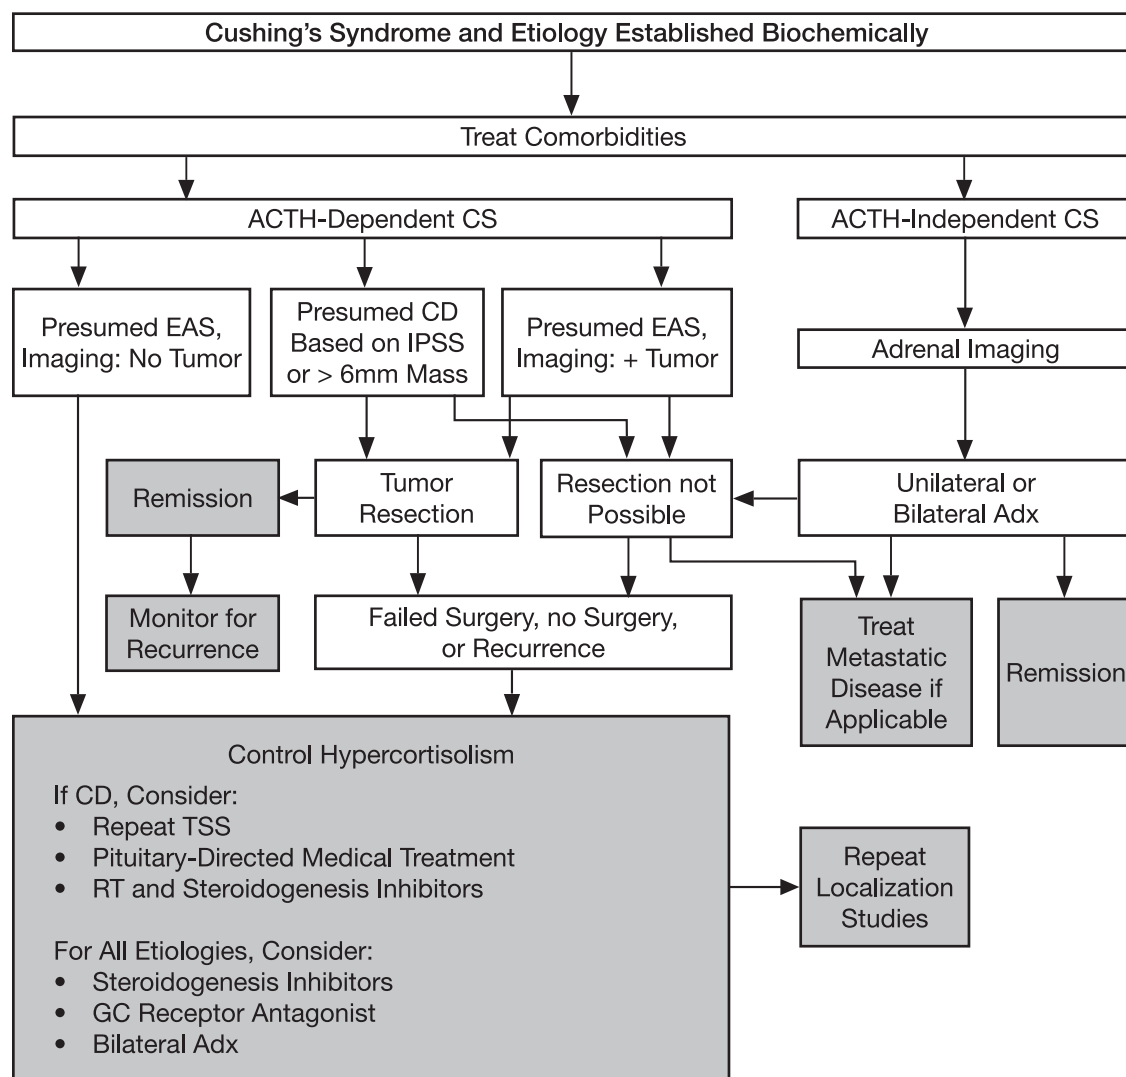 Cushing's Syndrome and Etiology Established Biochemically
Treat Comorbidities
ACTH-Dependent CS
ACTH-Independent CS
Presumed EAS,
Imaging: No Tumor
Presumed CD
Based on IPSS
or > 6mm Mass
Presumed EAS,
Imaging: + Tumor
Adrenal Imaging
Remission
Tumor
Resection
Resection not
Possible
Unilateral or
Bilateral Adx
Monitor for
Recurrence
Failed Surgery, no Surgery,
or Recurrence
Treat
Metastatic
Disease if
Applicable
Remission
Control Hypercortisolism
If CD, Consider:
• Repeat TSS
• Pituitary-Directed Medical Treatment
• RT and Steroidogenesis Inhibitors
For All Etiologies, Consider:
• Steroidogenesis Inhibitors
• GC Receptor Antagonist
• Bilateral Adx
Repeat
Localization
Studies